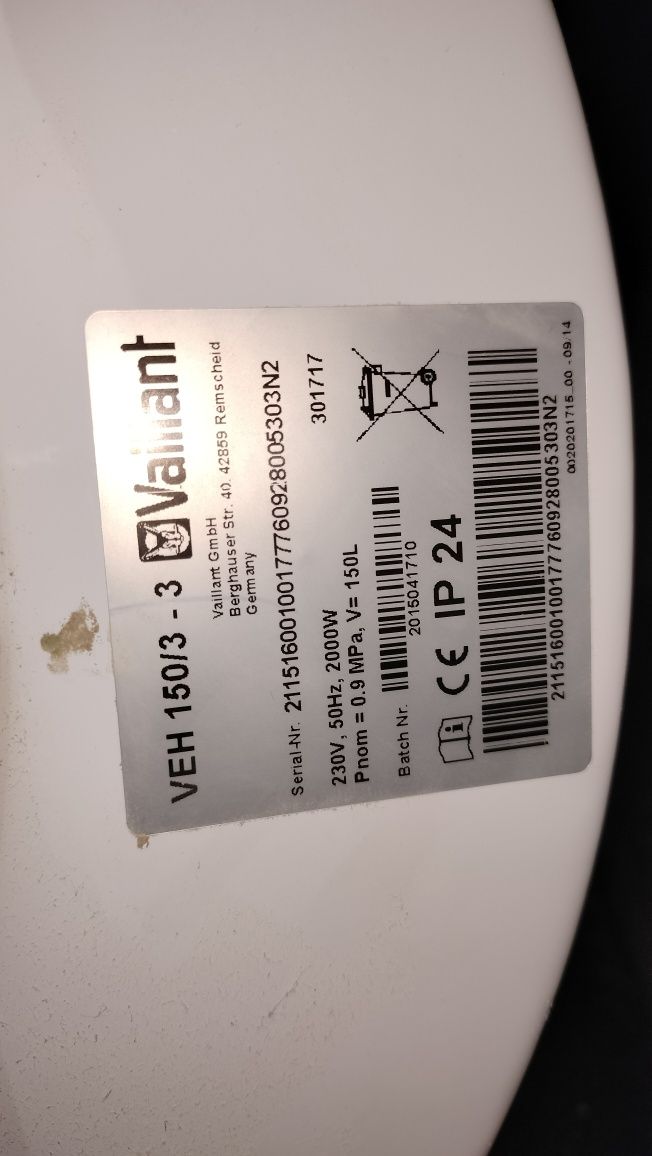 VEH 150/3 - 3 Vaillant
Vaillant GmbH
Berghauser Str. 40, 42859 Remscheid
Germany
Serial-Nr. 21151600100177760928005303N2
230V, 50Hz, 2000W 301717
Pnom = 0.9 MPa, V= 150L
Batch Nr.
2015041710
i CE IP 24
21151600100177760928005303N2
0020201715_00 - 09/14